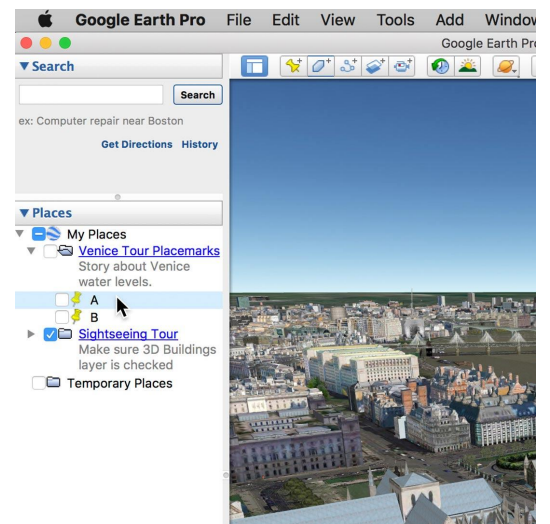 Google Earth Pro File Edit View Tools Add Window
Google Earth Pro
Search
Search
ex: Computer repair near Boston
Get Directions History
Places
My Places
Venice Tour Placemarks
Story about Venice
water levels.
A
B
Sightseeing Tour
Make sure 3D Buildings
layer is checked
Temporary Places